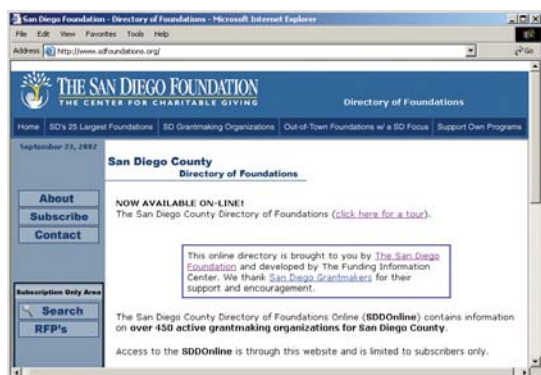 San Diego Foundation - Directory of Foundations - Microsoft Internet Explorer
File Edit View Favorites Tools Help
Address http://www.sdfoundations.org/ Go
THE SAN DIEGO FOUNDATION
THE CENTER FOR CHARITABLE GIVING
Directory of Foundations
Home SD's 25 Largest Foundations SD Grantmaking Organizations Out-of-Town Foundations w/ a SD Focus Support Own Programs
September 23, 2002
San Diego County
Directory of Foundations
About
Subscribe
Contact
NOW AVAILABLE ON-LINE!
The San Diego County Directory of Foundations (click here for a tour).
This online directory is brought to you by The San Diego
Foundation and developed by The Funding Information
Center. We thank San Diego Grantmakers for their
support and encouragement.
Subscription Only Area
Search
RFP's
The San Diego County Directory of Foundations Online (SDDOnline) contains information
on over 450 active grantmaking organizations for San Diego County.
Access to the SDDOnline is through this website and is limited to subscribers only.